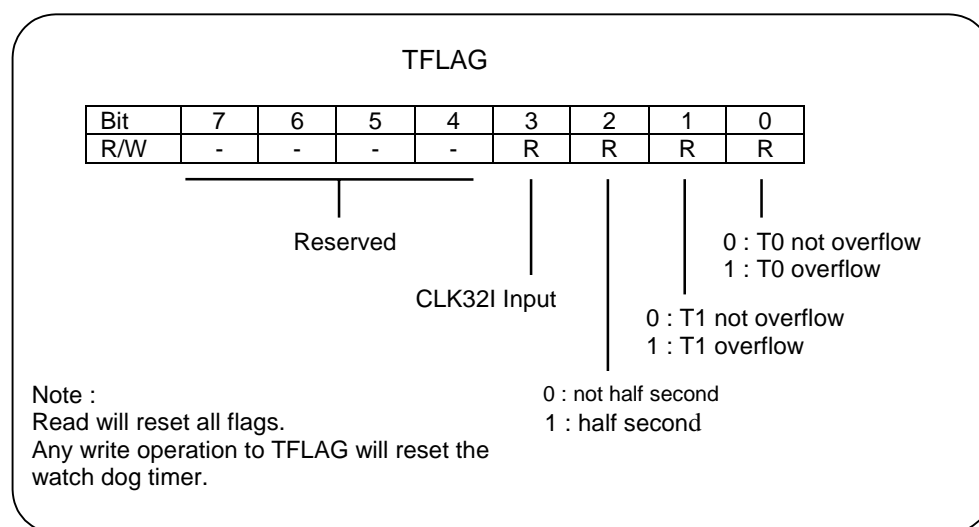 TFLAG
Bit 7 6 5 4 3 2 1 0
R/W - - - - R R R R
Reserved
0 : T0 not overflow
1 : T0 overflow
CLK32I Input
0 : T1 not overflow
1 : T1 overflow
0 : not half second
1 : half second
Note :
Read will reset all flags.
Any write operation to TFLAG will reset the
watch dog timer.